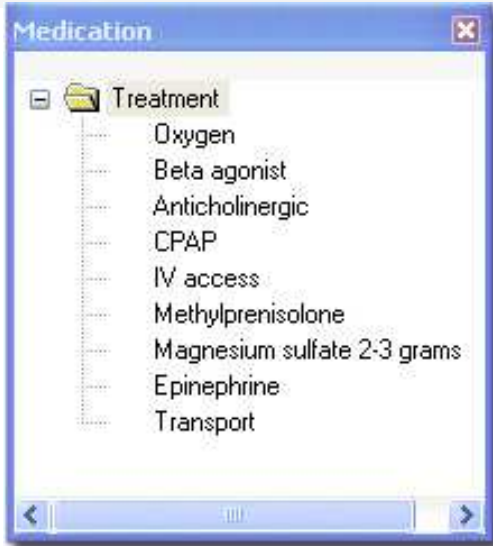 Medication
Treatment
Oxygen
Beta agonist
Anticholinergic
CPAP
IV access
Methylprenisolone
Magnesium sulfate 2-3 grams
Epinephrine
Transport